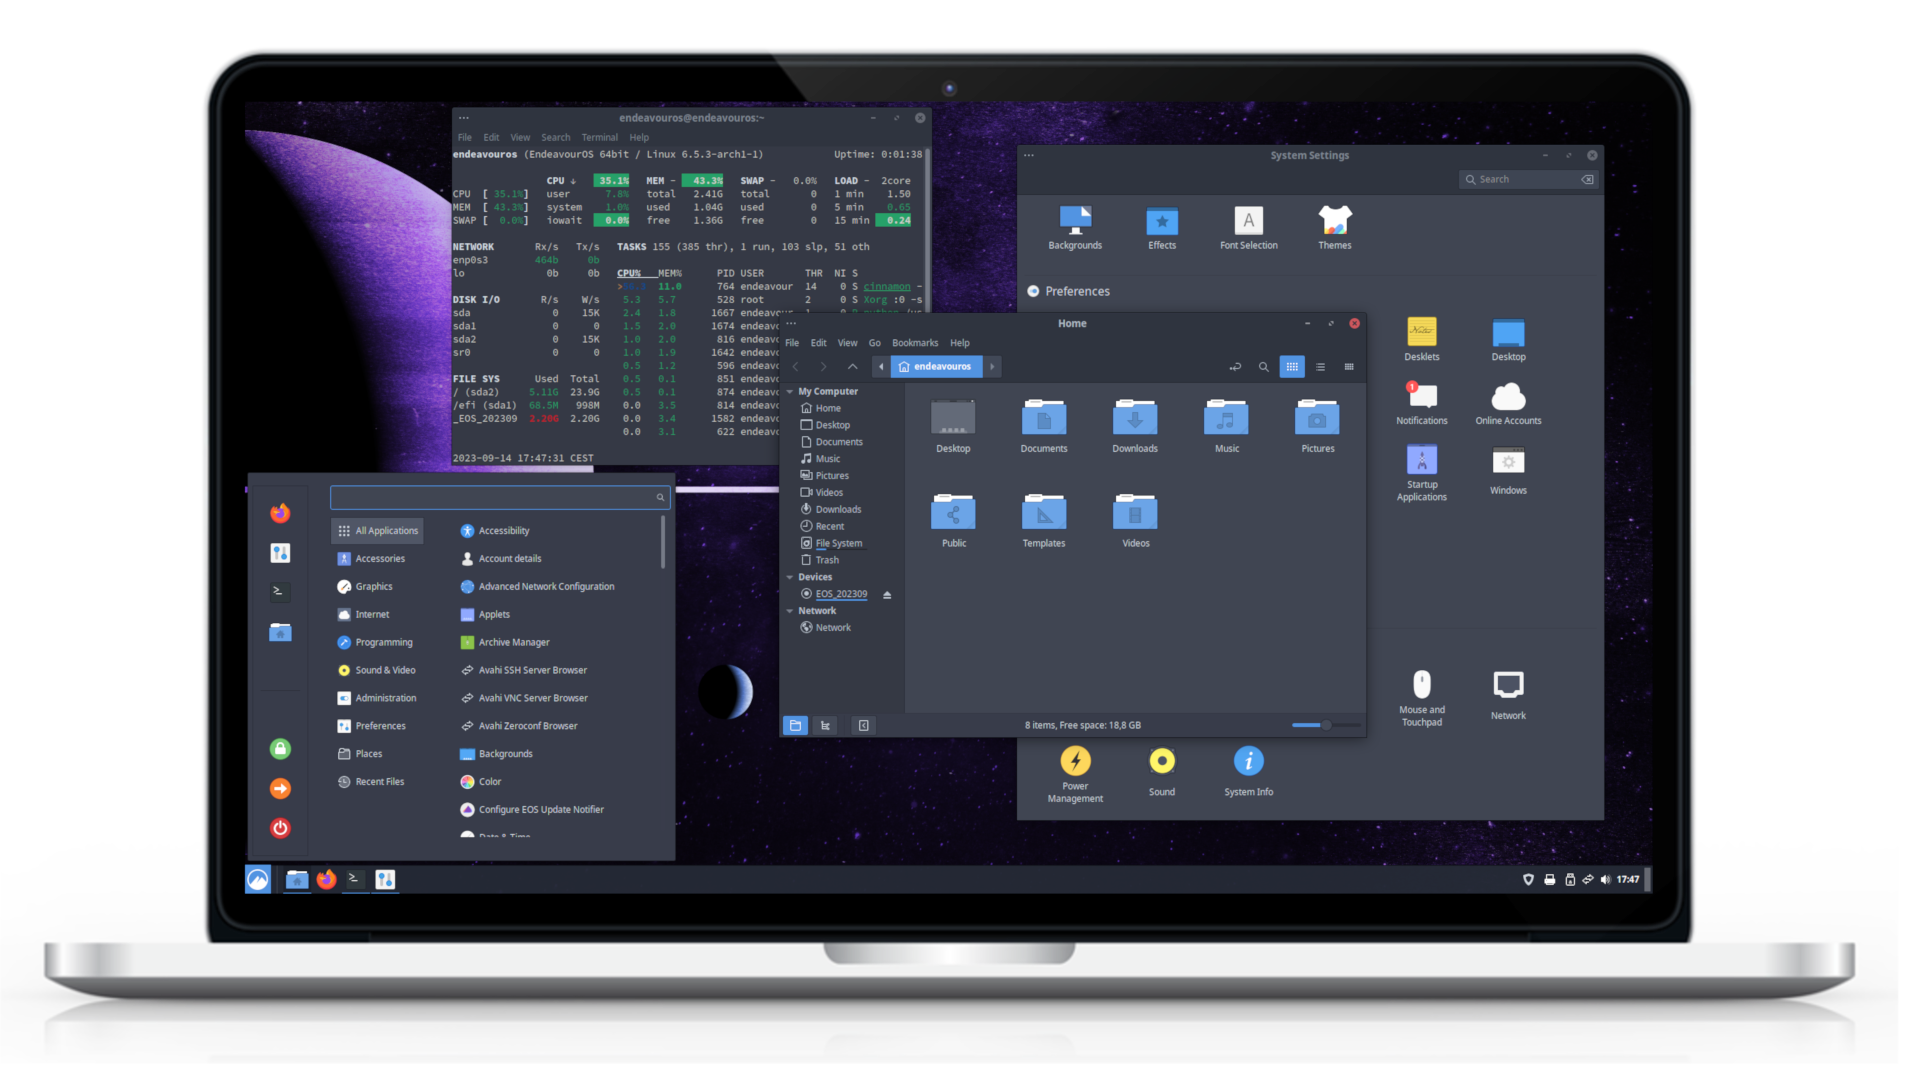 endeavouros@endeavouros:~
File Edit View Search Terminal Help
endeavouros (EndeavourOS 64bit / Linux 6.5.3-arch1-1) Uptime: 0:01:38
CPU ↓ 35.1% MEM - 43.3% SWAP - 0.0% LOAD - 2core
CPU [ 35.1%] user 7.8% total 2.41G total 0 1 min 1.50
MEM [ 43.3%] system 1.0% used 1.04G used 0 5 min 0.65
SWAP [ 0.0%] iowait 0.0% free 1.36G free 0 15 min 0.24
NETWORK Rx/s Tx/s TASKS 155 (385 thr), 1 run, 103 slp, 51 oth
enp0s3 464b 0b
lo 0b 0b CPU% MEM% PID USER THR NI S
> 11.0 764 endeavour 14 0 S cinnamon -
DISK I/O R/s W/s 5.3 5.7 528 root 2 0 S Xorg :0 -s
sda 0 15K 2.4 1.8 1667
sda1 0 0 1.5 2.0 1674 endeavo
sda2 0 15K 1.0 2.0 816 endeavo
sr0 0 0 1.0 1.9 1642 endeavo
0.5 1.2 596 endeavo
FILE SYS Used Total 0.5 0.1 851 endeavo
/ (sda2) 5.11G 23.9G 0.5 0.1 874 endeavo
/efi (sda1) 68.5M 998M 0.0 3.5 814 endeavo
_EOS_202309 2.20G 2.20G 0.0 3.4 1582 endeavo
0.0 3.1 622 endeavo
2023-09-14 17:47:31 CEST
System Settings
Search
Backgrounds Effects Font Selection Themes
Preferences
Desklets Desktop
1
Notifications Online Accounts
Startup
Applications
Windows
Mouse and
Touchpad
Network
Power
Management
Sound System Info
Home
File Edit View Go Bookmarks Help
endeavouros
My Computer
Home
Desktop
Documents
Music
Pictures
Videos
Downloads
Recent
File System
Trash
Devices
EOS_202309
Network
Network
Desktop Documents Downloads Music Pictures
Public Templates Videos
8 items, Free space: 18,8 GB
All Applications
Accessories
Graphics
Internet
Programming
Sound & Video
Administration
Preferences
Places
Recent Files
Accessibility
Account details
Advanced Network Configuration
Applets
Archive Manager
Avahi SSH Server Browser
Avahi VNC Server Browser
Avahi Zeroconf Browser
Backgrounds
Color
Configure EOS Update Notifier
Date & Time
17:47